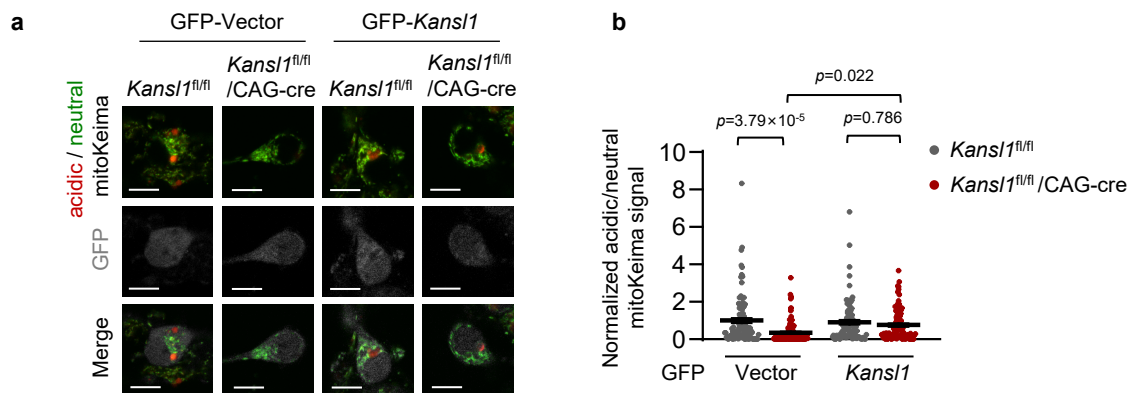 a
GFP-Vector
GFP-Kansl1
Kansl1fl/fl
Kansl1fl/fl
/CAG-cre
Kansl1fl/fl
Kansl1fl/fl
/CAG-cre
acidic / neutral
mitoKeima
GFP
Merge
b
p=0.022
p=3.79×10-5
p=0.786
Kansl1fl/fl
Kansl1fl/fl /CAG-cre
Normalized acidic/neutral
mitoKeima signal
10
8
6
4
2
0
GFP
Vector
Kansl1